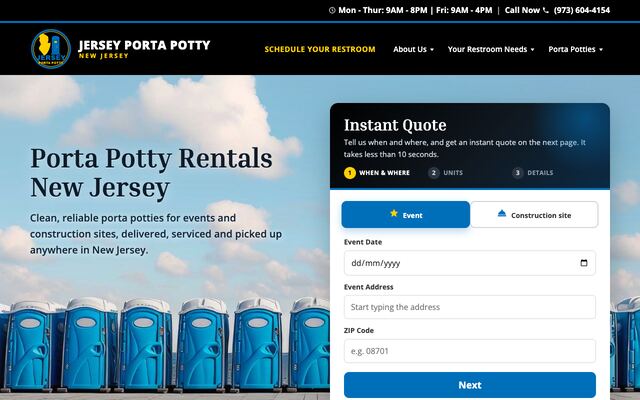 Mon - Thur: 9AM - 8PM | Fri: 9AM - 4PM | Call Now (973) 604-4154
JERSEY PORTA POTTY
NEW JERSEY
JERSEY
PORTA POTTY
SCHEDULE YOUR RESTROOM
About Us
Your Restroom Needs
Porta Potties
Porta Potty Rentals
New Jersey
Clean, reliable porta potties for events and
construction sites, delivered, serviced and picked up
anywhere in New Jersey.
Instant Quote
Tell us when and where, and get an instant quote on the next page. It
takes less than 10 seconds.
1 WHEN & WHERE
2 UNITS
3 DETAILS
Event
Construction site
Event Date
dd/mm/yyyy
Event Address
Start typing the address
ZIP Code
e.g. 08701
Next